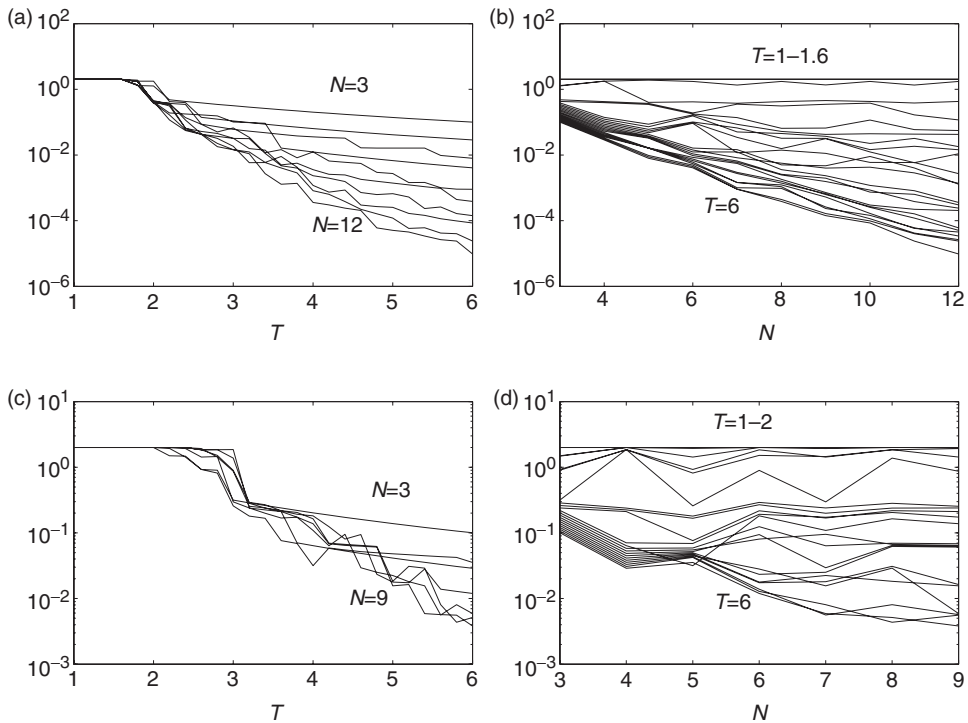 (a)
10^2
10^0
10^−2
10^−4
10^−6
N=3
N=12
1 2 3 4 5 6
T
(b)
10^2
10^0
10^−2
10^−4
10^−6
T=1–1.6
T=6
4 6 8 10 12
N
(c)
10^1
10^0
10^−1
10^−2
10^−3
N=3
N=9
1 2 3 4 5 6
T
(d)
10^1
10^0
10^−1
10^−2
10^−3
T=1–2
T=6
3 4 5 6 7 8 9
N